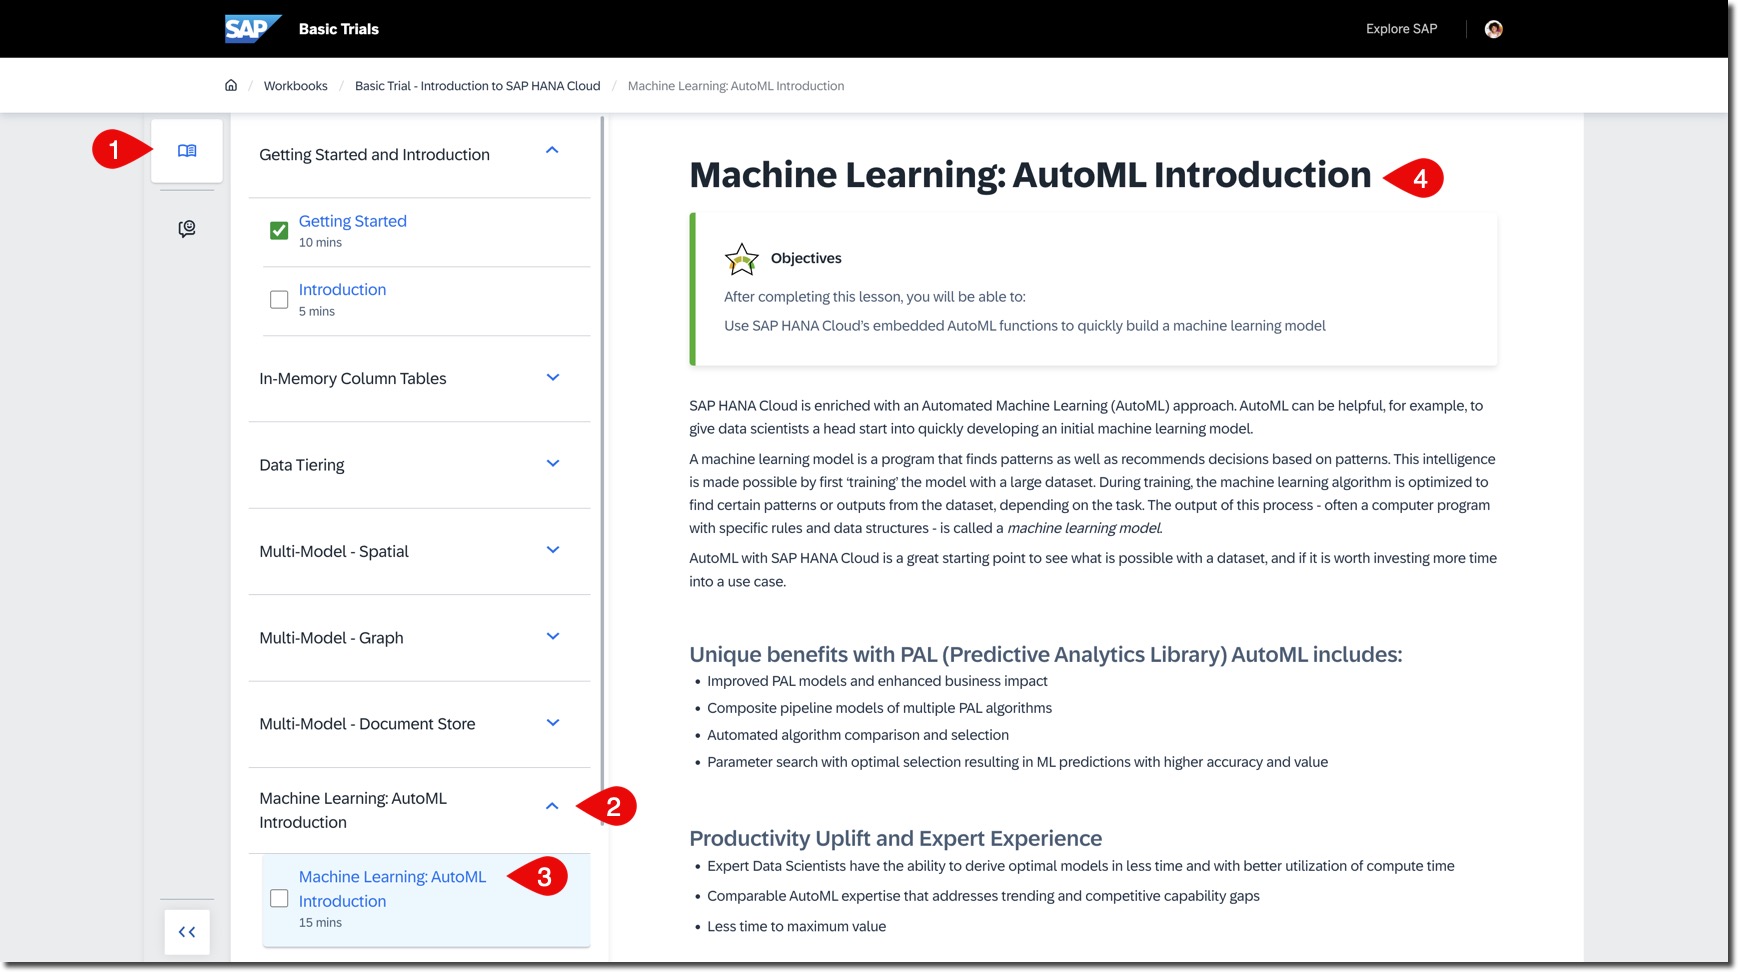 SAP Basic Trials
Explore SAP
Workbooks / Basic Trial - Introduction to SAP HANA Cloud / Machine Learning: AutoML Introduction
1
Getting Started and Introduction
Getting Started
10 mins
Introduction
5 mins
In-Memory Column Tables
Data Tiering
Multi-Model - Spatial
Multi-Model - Graph
Multi-Model - Document Store
Machine Learning: AutoML
Introduction
2
Machine Learning: AutoML
Introduction
15 mins
3
Machine Learning: AutoML Introduction
4
Objectives
After completing this lesson, you will be able to:
Use SAP HANA Cloud’s embedded AutoML functions to quickly build a machine learning model
SAP HANA Cloud is enriched with an Automated Machine Learning (AutoML) approach. AutoML can be helpful, for example, to
give data scientists a head start into quickly developing an initial machine learning model.
A machine learning model is a program that finds patterns as well as recommends decisions based on patterns. This intelligence
is made possible by first ‘training’ the model with a large dataset. During training, the machine learning algorithm is optimized to
find certain patterns or outputs from the dataset, depending on the task. The output of this process - often a computer program
with specific rules and data structures - is called a machine learning model.
AutoML with SAP HANA Cloud is a great starting point to see what is possible with a dataset, and if it is worth investing more time
into a use case.
Unique benefits with PAL (Predictive Analytics Library) AutoML includes:
• Improved PAL models and enhanced business impact
• Composite pipeline models of multiple PAL algorithms
• Automated algorithm comparison and selection
• Parameter search with optimal selection resulting in ML predictions with higher accuracy and value
Productivity Uplift and Expert Experience
• Expert Data Scientists have the ability to derive optimal models in less time and with better utilization of compute time
• Comparable AutoML expertise that addresses trending and competitive capability gaps
• Less time to maximum value